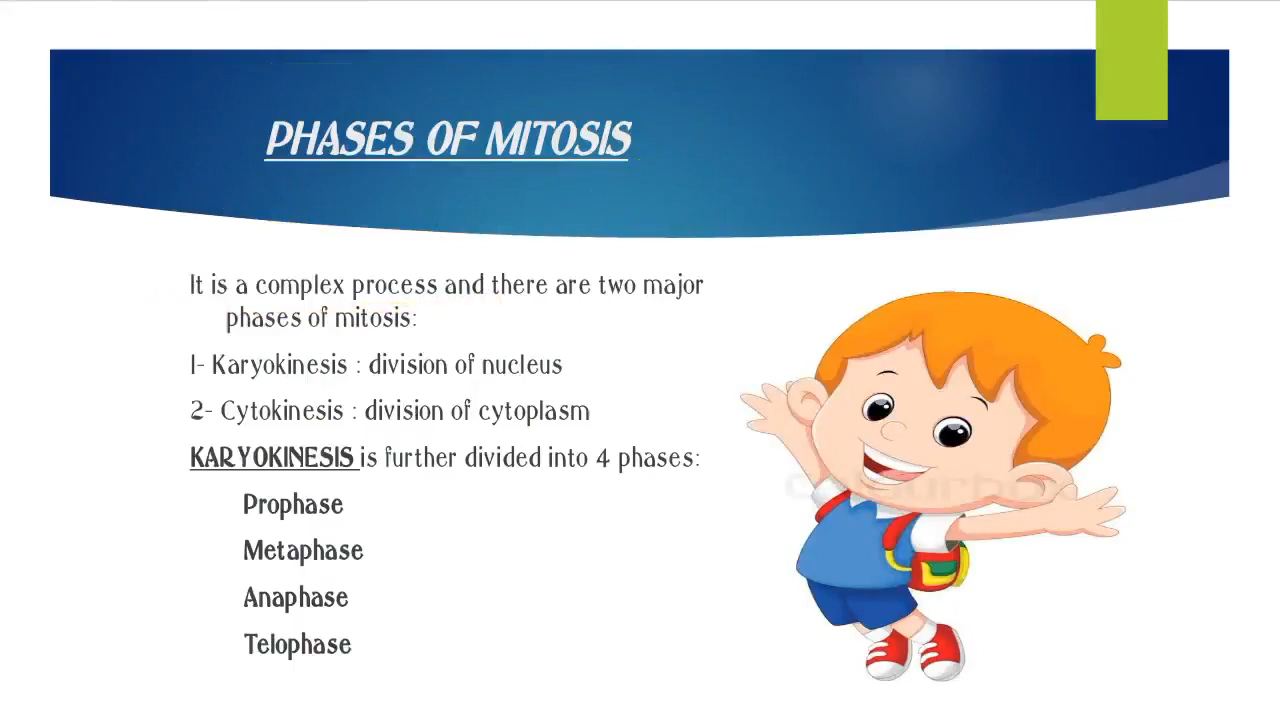 PHASES OF MITOSIS
It is a complex process and there are two major
phases of mitosis:
1- Karyokinesis : division of nucleus
2- Cytokinesis : division of cytoplasm
KARYOKINESIS is further divided into 4 phases:
Prophase
Metaphase
Anaphase
Telophase